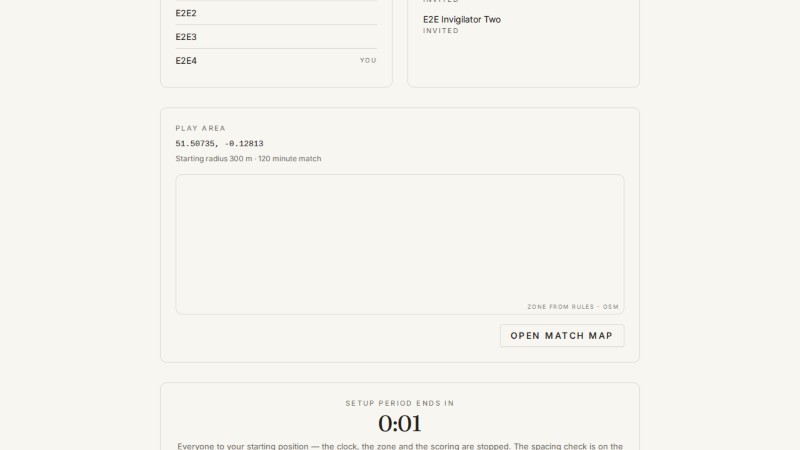 E2E2
INVITED
E2E3
E2E Invigilator Two
INVITED
E2E4 YOU
PLAY AREA
51.50735, -0.12813
Starting radius 300 m · 120 minute match
ZONE FROM RULES · OSM
OPEN MATCH MAP
SETUP PERIOD ENDS IN
0:01
Everyone to your starting position — the clock, the zone and the scoring are stopped. The spacing check is on the